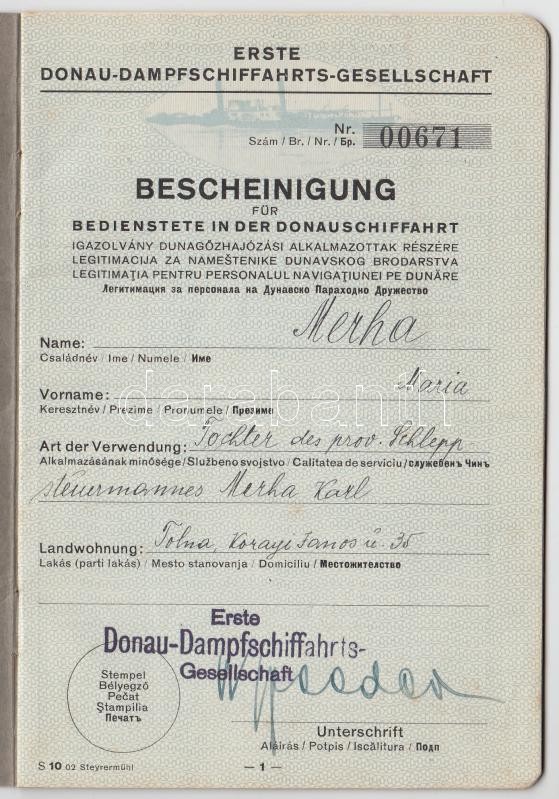 ERSTE
DONAU-DAMPFSCHIFFAHRTS-GESELLSCHAFT
Nr. 00671
Szám / Br. / Nr. / Бр.
BESCHEINIGUNG
FÜR
BEDIENSTETE IN DER DONAUSCHIFFAHRT
IGAZOLVÁNY DUNAGŐZHAJÓZÁSI ALKALMAZOTTAK RÉSZÉRE
LEGITIMACIJA ZA NAMEŠTENIKE DUNAVSKOG BRODARSTVA
LEGITIMAŢIA PENTRU PERSONALUL NAVIGAŢIUNEI PE DUNĂRE
Легитимация за персонала на Дунавско Параходно Дружество
Name: Merha
Családnév / Ime / Numele / Име
databanth
Vorname: Maria
Keresztnév / Prezime / Pronumele / Презиме
Art der Verwendung: Tochter des prov. Schlepp
Alkalmazásának minősége / Službeno svojstvo / Calitatea de serviciu / служебенъ Чинъ
steuermannes Merha Karl
Landwohnung: Tolna, Janos u. 35
Lakás (parti lakás) / Mesto stanovanja / Domiciliu / Местожителство
Erste
Donau-Dampfschiffahrts-
Gesellschaft
Stempel
Bélyegző
Pečat
Ştampilia
Печатъ
Unterschrift
Aláirás / Potpis / Iscălitura / Подп
S 10 02 Steyrermühl
— 1 —